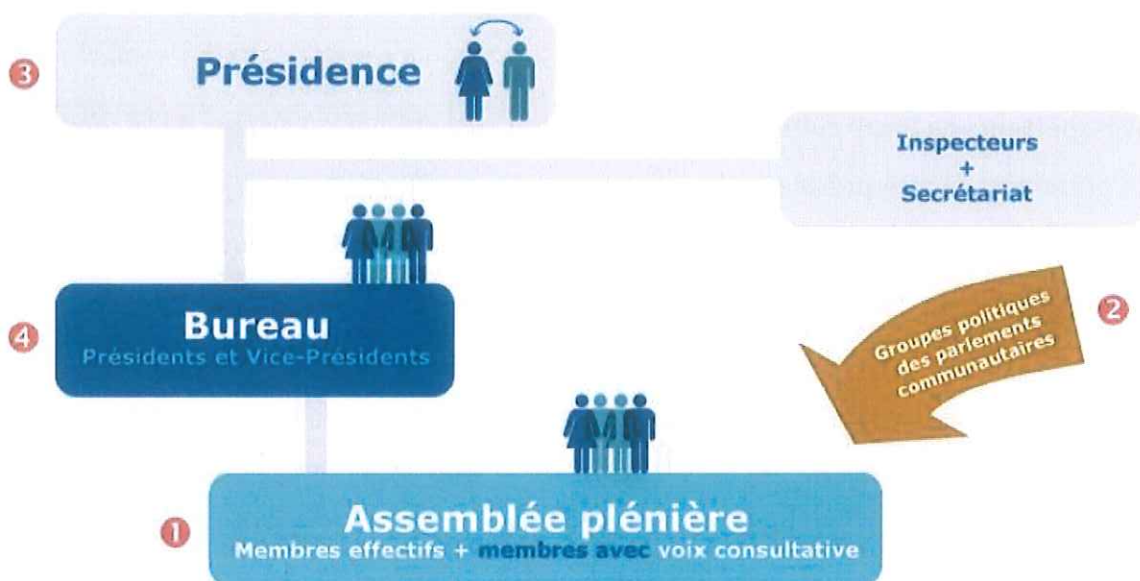 3
Présidence
Inspecteurs
+
Secrétariat
4
Bureau
Présidents et Vice-Présidents
2
Groupes politiques
des parlements
communautaires
1
Assemblée plénière
Membres effectifs + membres avec voix consultative